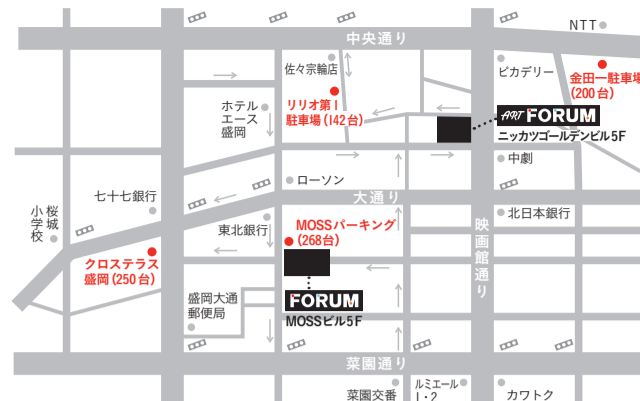 NTT
中央通り
佐々宗輪店
ピカデリー
金田一駐車場
(200台)
リリオ第1
駐車場(142台)
ホテル
エース
盛岡
ART FORUM
ニッカツゴールデンビル5F
中劇
ローソン
大通り
七十七銀行
桜城
小学校
東北銀行
MOSSパーキング
(268台)
北日本銀行
映画館通り
クロステラス
盛岡(250台)
盛岡大通
郵便局
FORUM
MOSSビル5F
菜園通り
菜園交番
ルミエール
1・2
カワトク